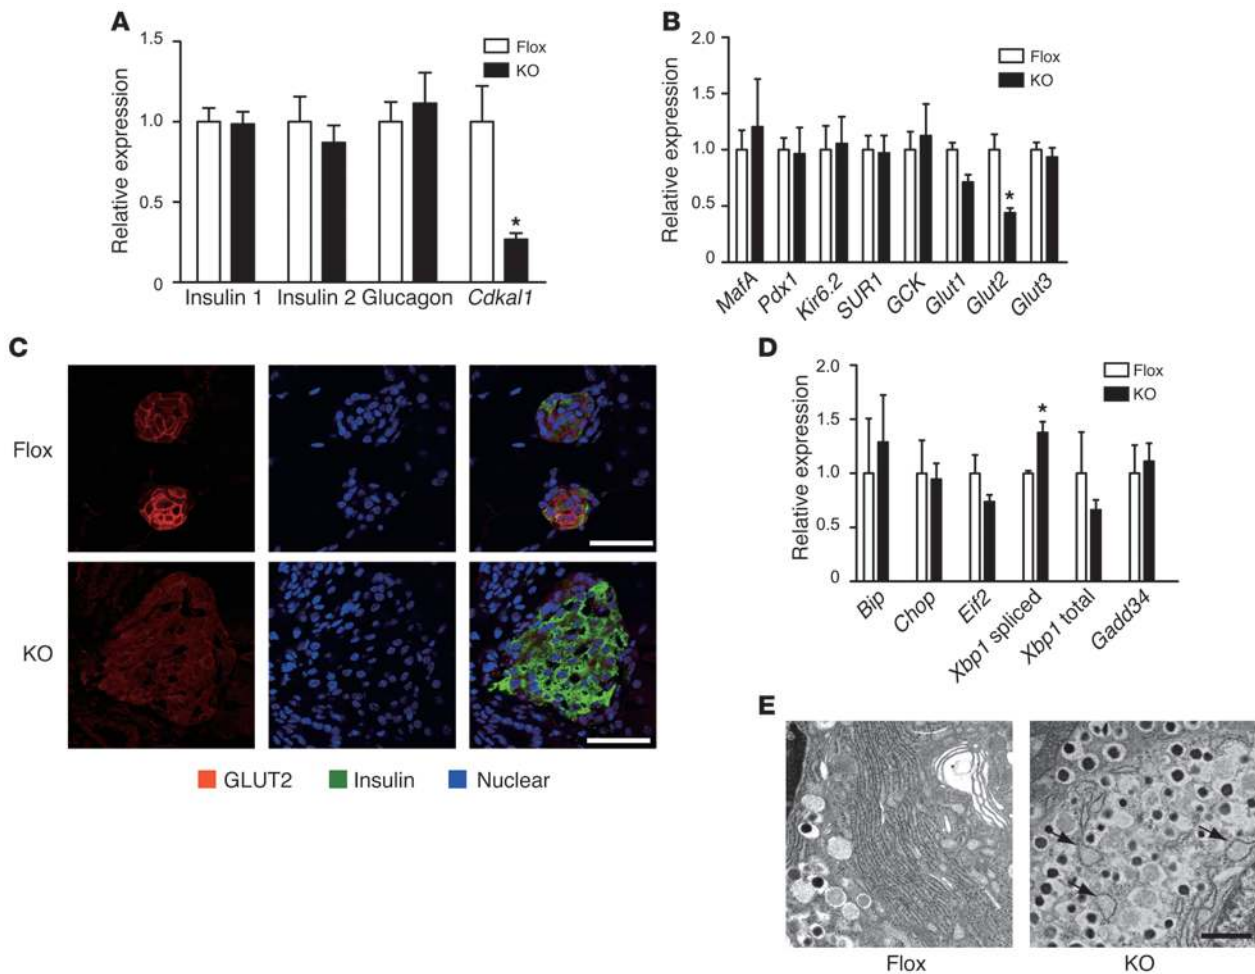 A
Relative expression
1.5
1.0
0.5
0
Flox
KO
*
Insulin 1 Insulin 2 Glucagon Cdkal1
B
Relative expression
2.0
1.5
1.0
0.5
0
Flox
KO
*
MafA Pdx1 Kir6.2 SUR1 GCK Glut1 Glut2 Glut3
C
Flox
KO
GLUT2 Insulin Nuclear
D
Relative expression
2.0
1.5
1.0
0.5
0
Flox
KO
*
Bip Chop Eif2 Xbp1 spliced Xbp1 total Gadd34
E
Flox KO